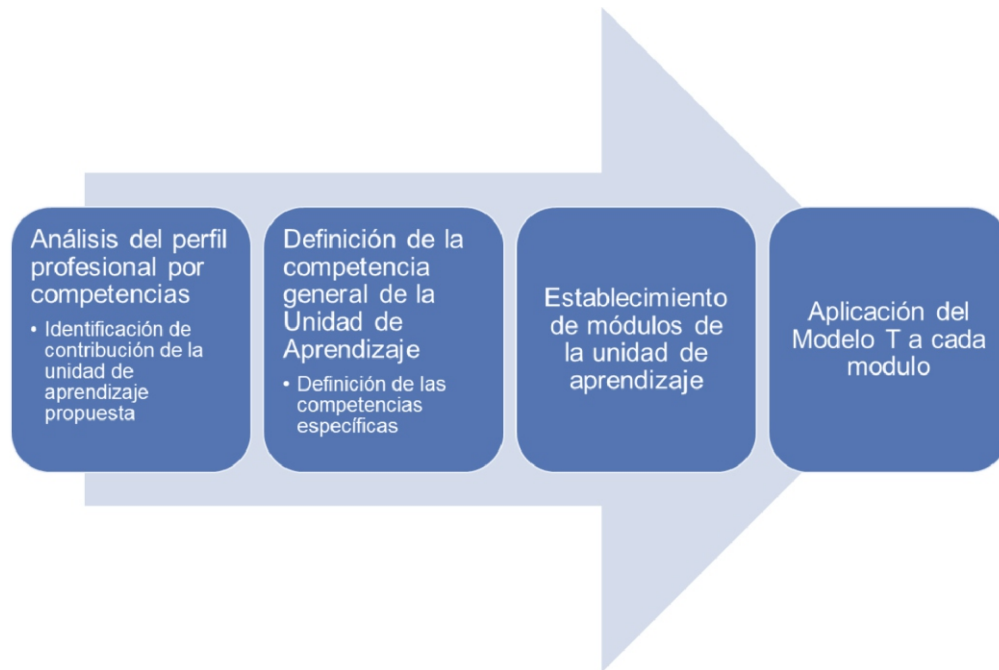 Análisis del perfil
profesional por
competencias
• Identificación de
contribución de la
unidad de
aprendizaje
propuesta
Definición de la
competencia
general de la
Unidad de
Aprendizaje
• Definición de las
competencias
específicas
Establecimiento
de módulos de
la unidad de
aprendizaje
Aplicación del
Modelo T a cada
modulo